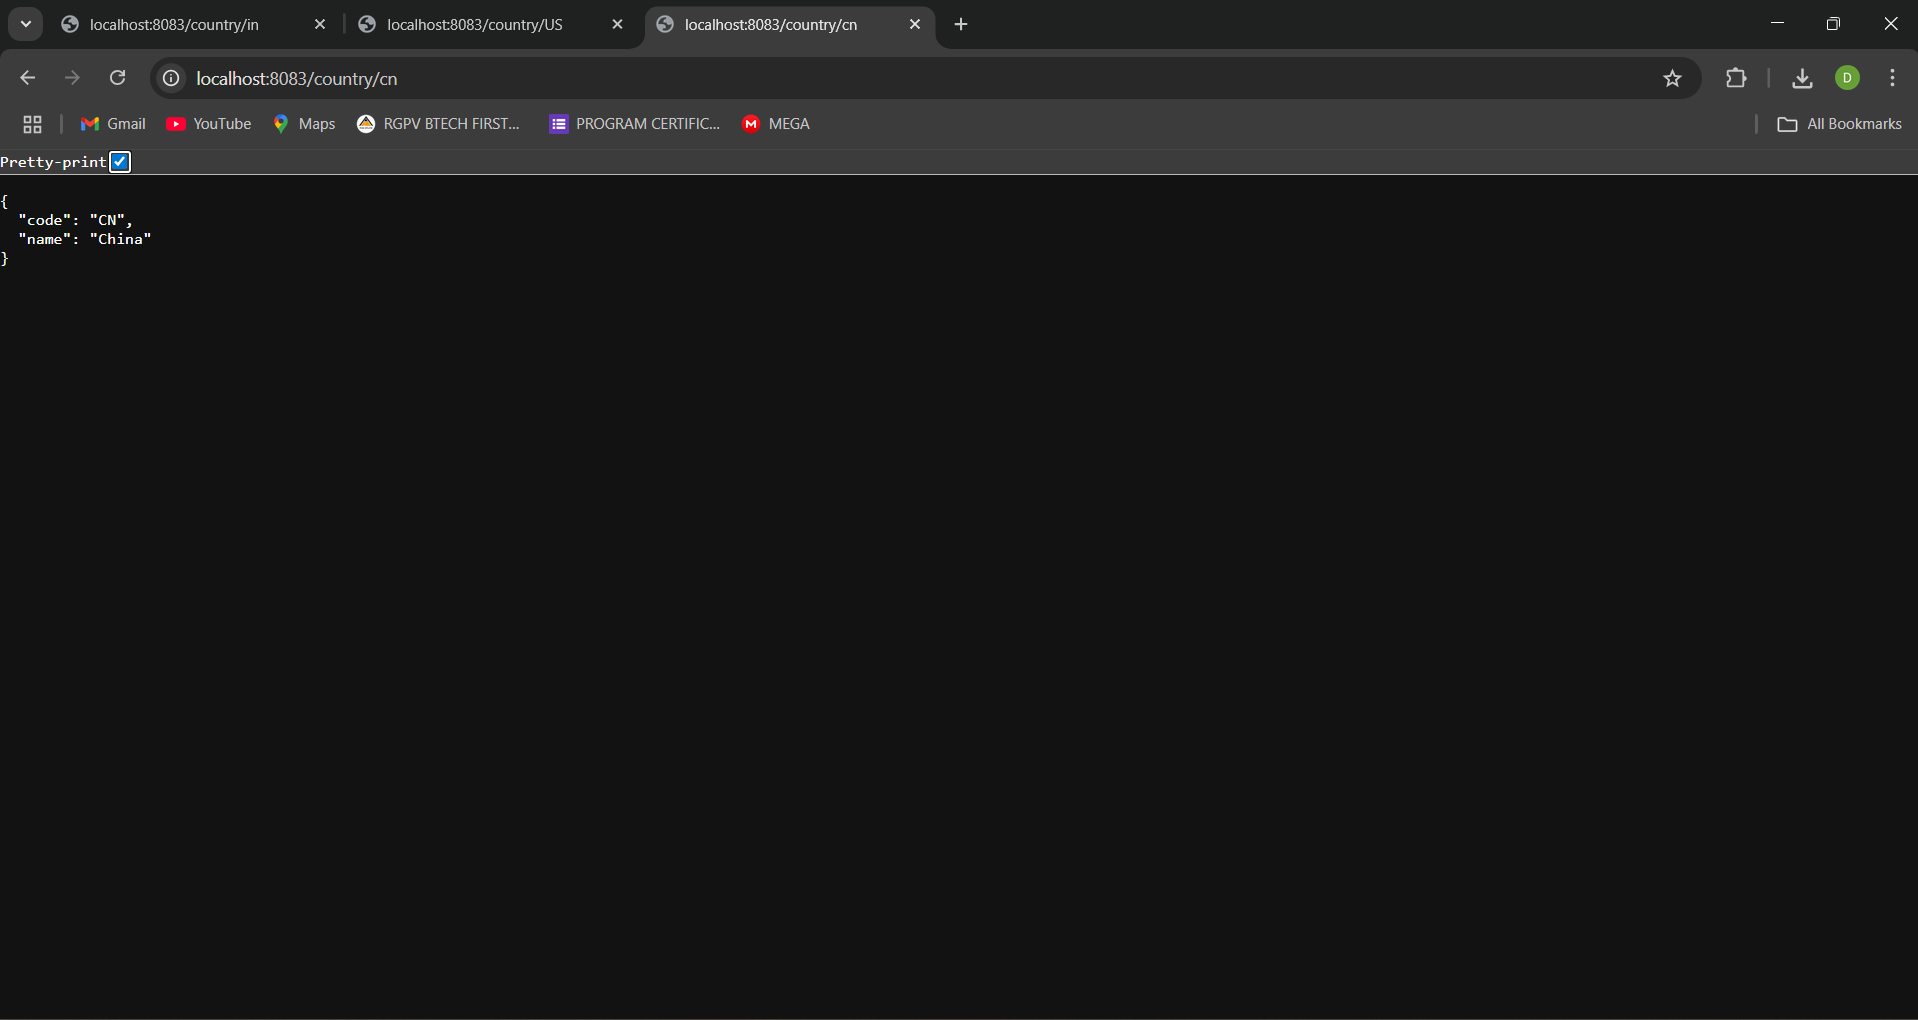 localhost:8083/country/in
localhost:8083/country/US
localhost:8083/country/cn
localhost:8083/country/cn
D
Gmail
YouTube
Maps
RGPV BTECH FIRST...
PROGRAM CERTIFIC...
M
MEGA
All Bookmarks
Pretty-print
{
"code": "CN",
"name": "China"
}